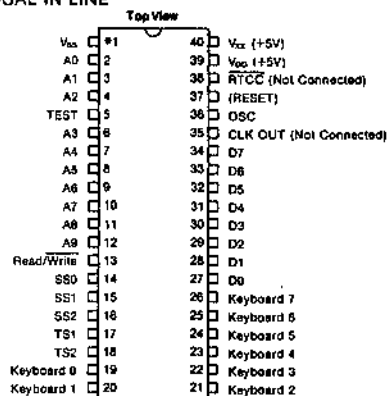 DUAL IN LINE
Top View
Vss 1 40 Vxx (+5V)
A0 2 39 VDD (+5V)
A1 3 38 RTCC (Not Connected)
A2 4 37 (RESET)
TEST 5 36 OSC
A3 6 35 CLK OUT (Not Connected)
A4 7 34 D7
A5 8 33 D6
A6 9 32 D5
A7 10 31 D4
A8 11 30 D3
A9 12 29 D2
Read/Write 13 28 D1
SS0 14 27 D0
SS1 15 26 Keyboard 7
SS2 16 25 Keyboard 6
TS1 17 24 Keyboard 5
TS2 18 23 Keyboard 4
Keyboard 0 19 22 Keyboard 3
Keyboard 1 20 21 Keyboard 2